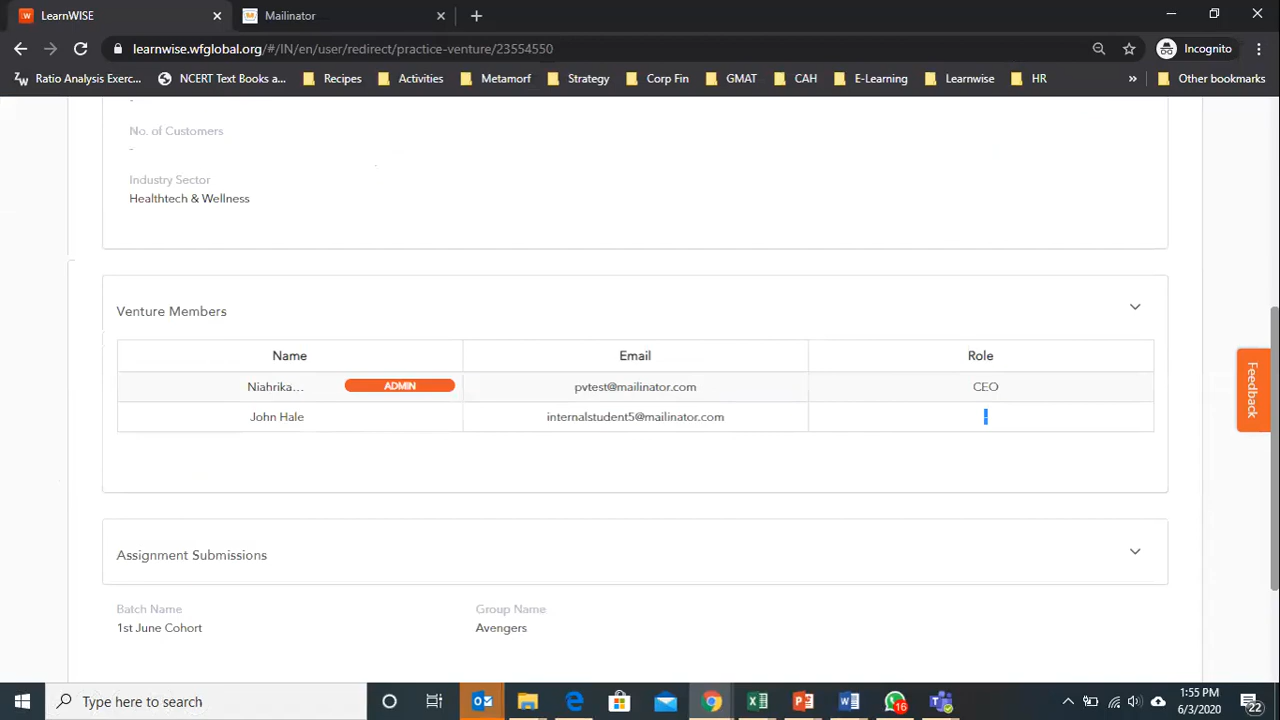 LearnWISE
Mailinator
learnwise.wfglobal.org/#/IN/en/user/redirect/practice-venture/23554550
Incognito
Ratio Analysis Exerc...
NCERT Text Books a...
Recipes
Activities
Metamorf
Strategy
Corp Fin
GMAT
CAH
E-Learning
Learnwise
HR
»
Other bookmarks
-
No. of Customers
-
Industry Sector
Healthtech & Wellness
Venture Members
Name Email Role
Niahrika... ADMIN pvtest@mailinator.com CEO
John Hale internalstudent5@mailinator.com -
Feedback
Assignment Submissions
Batch Name Group Name
1st June Cohort Avengers
Type here to search
16
1:55 PM
6/3/2020
22